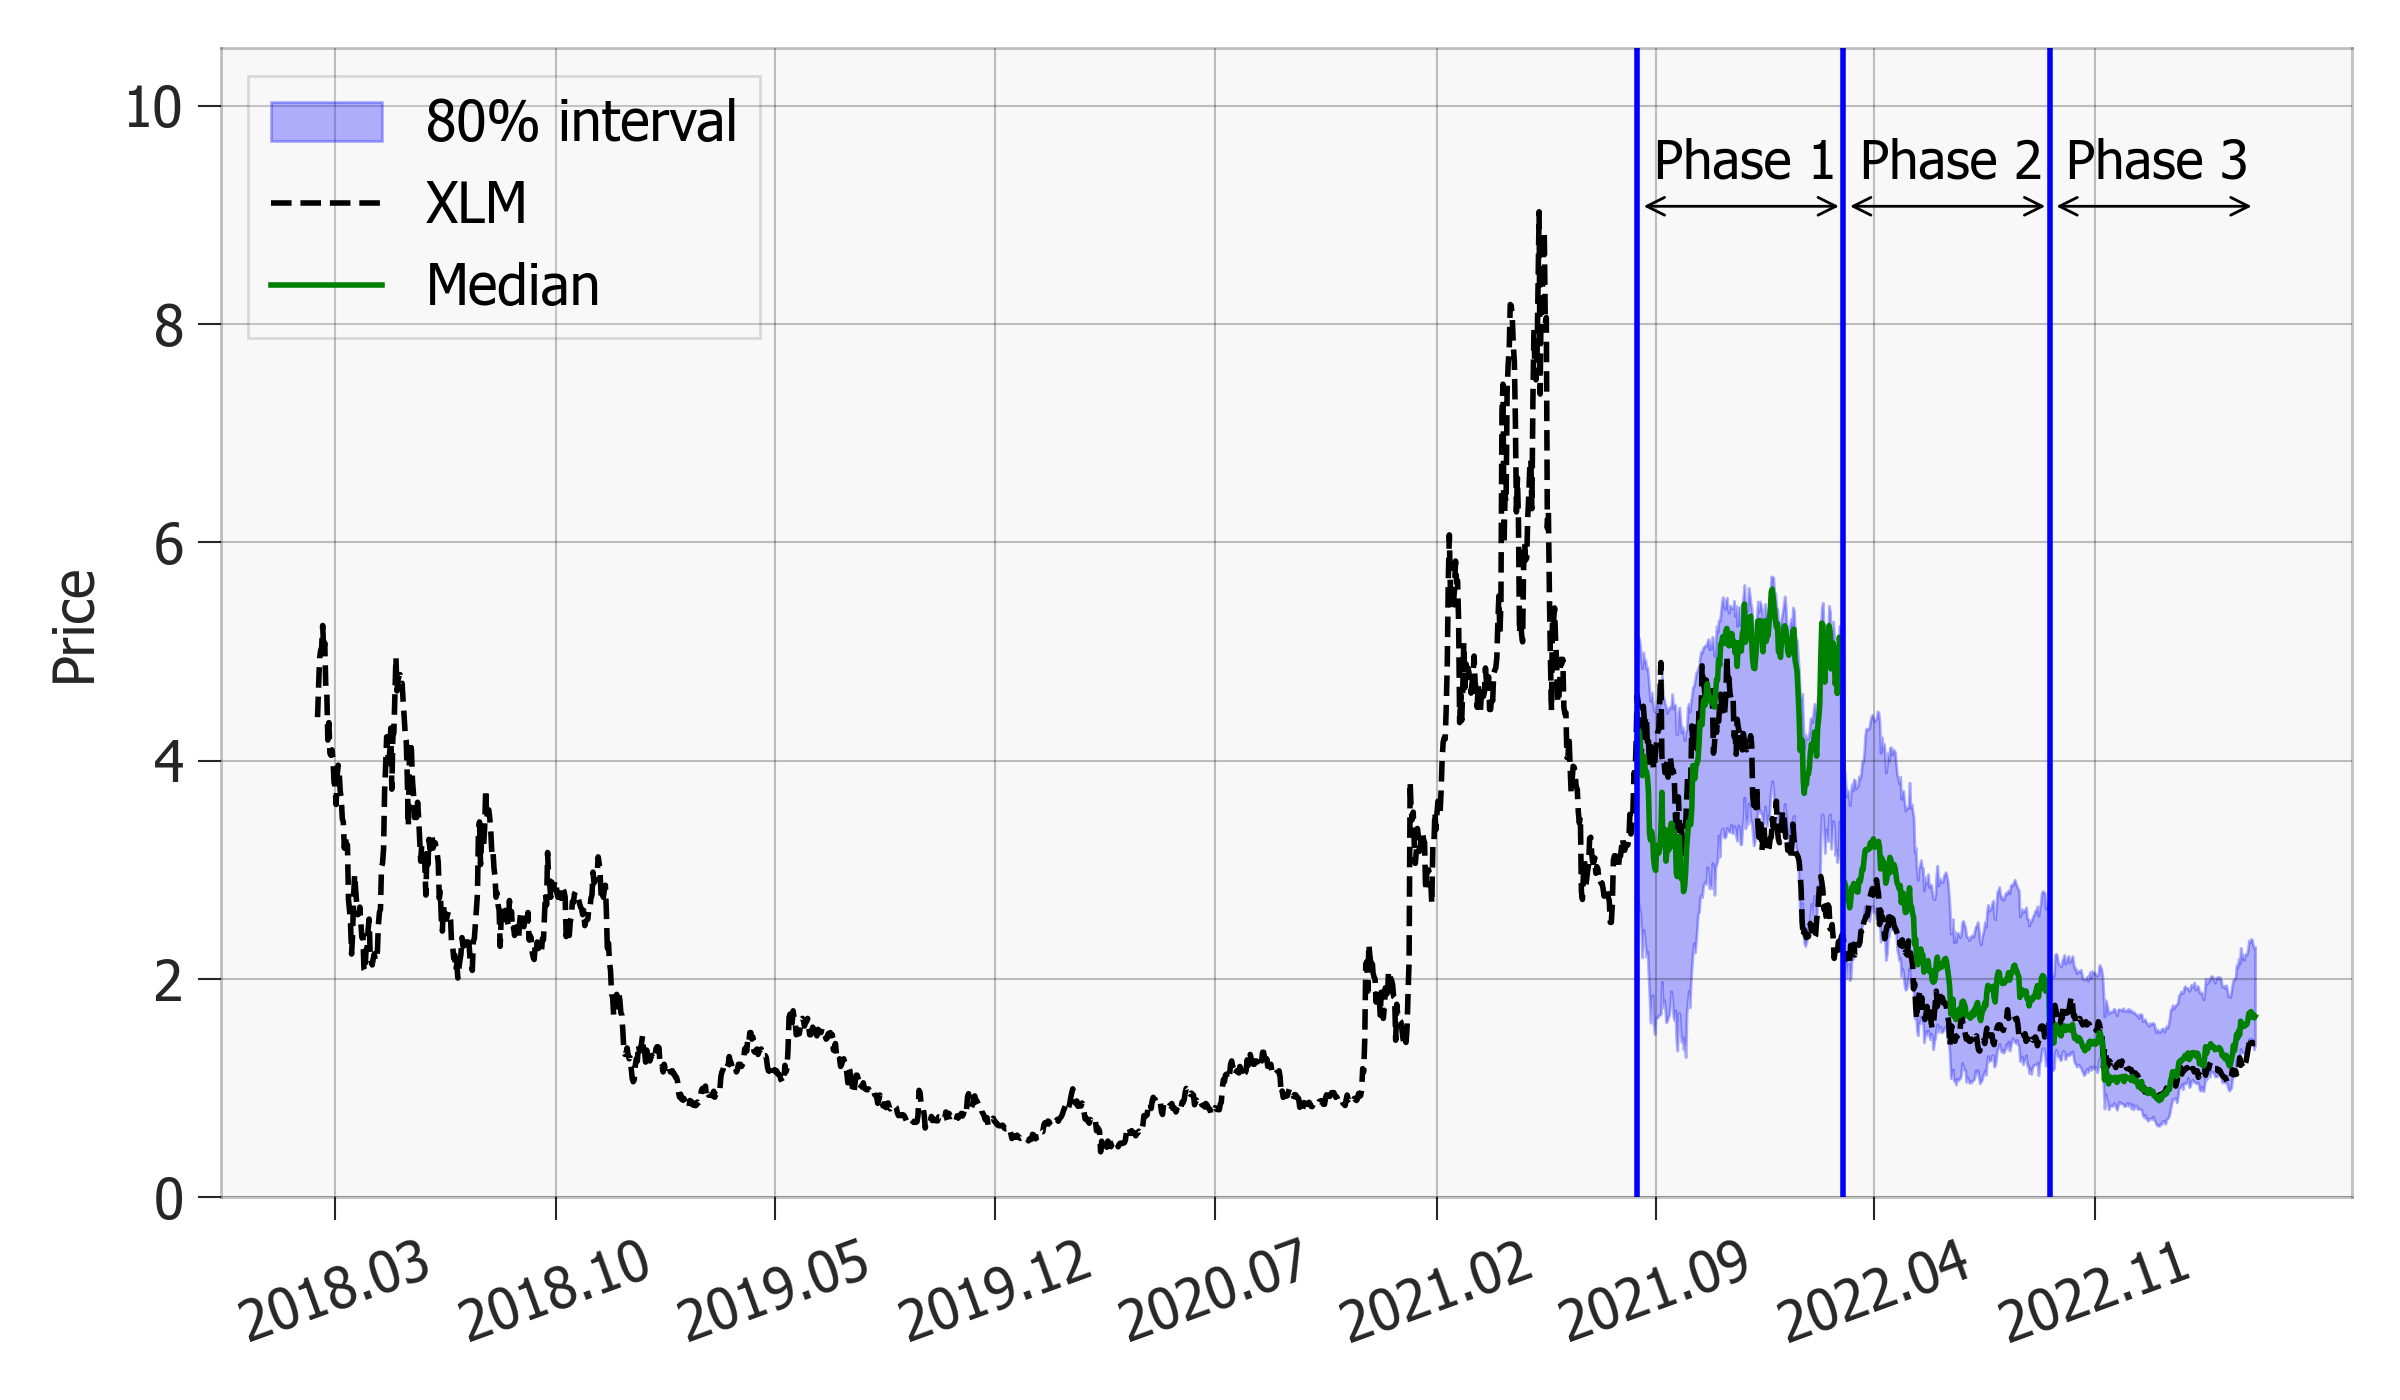 10
8
6
4
2
0
Price
80% interval
XLM
Median
Phase 1
Phase 2
Phase 3
2018.03
2018.10
2019.05
2019.12
2020.07
2021.02
2021.09
2022.04
2022.11